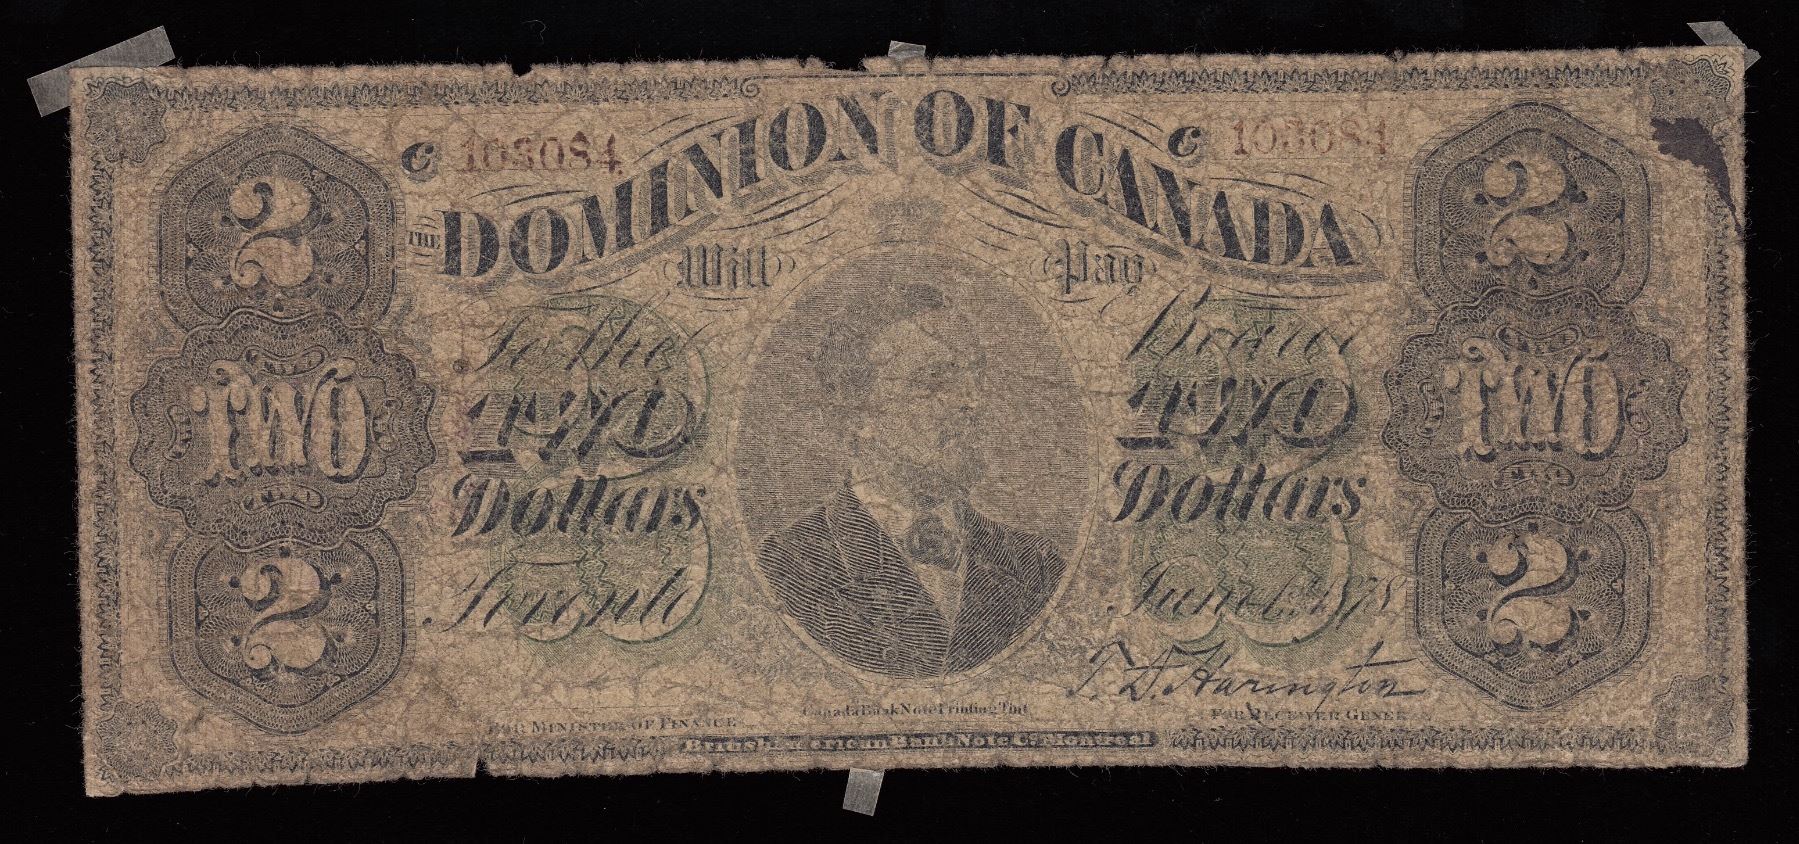 C 103084
C 103084
THE DOMINION OF CANADA
Will Pay
To the Bearer
TWO TWO
Dollars Dollars
Toronto June 1st 1878
T. D. Harington
FOR MINISTER OF FINANCE
Canada Bank Note Printing Tint
FOR RECEIVER GENERAL
British American Bank Note Co. Montreal
2
TWO
2
2
TWO
2